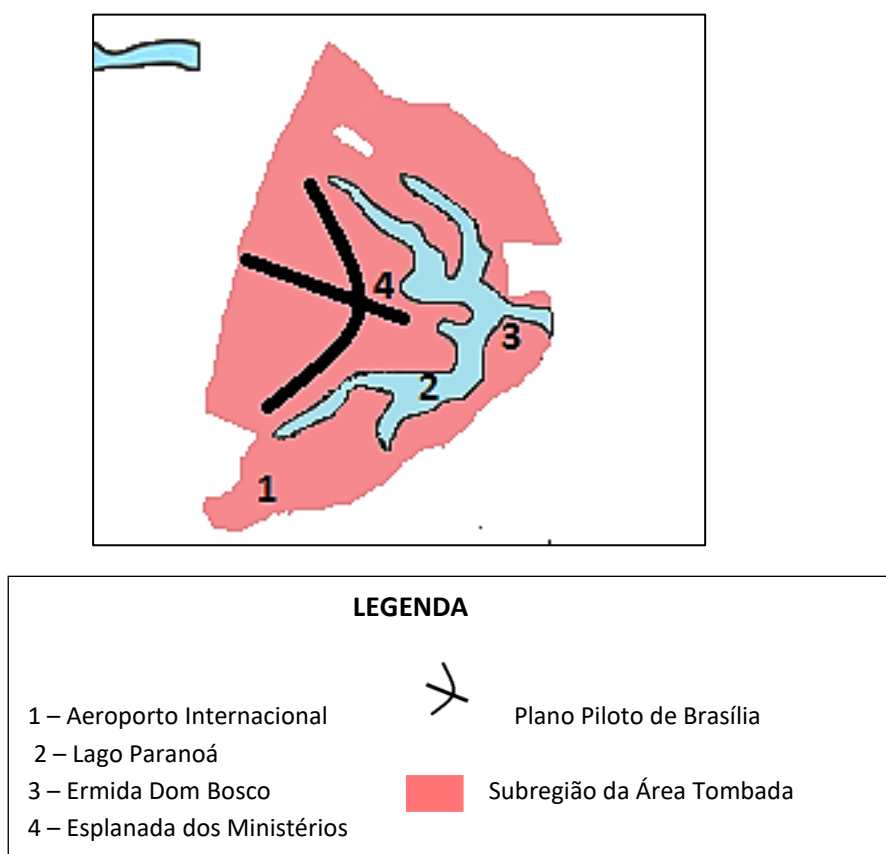 4
3
2
1
LEGENDA
1 – Aeroporto Internacional
Plano Piloto de Brasília
2 – Lago Paranoá
3 – Ermida Dom Bosco
Subregião da Área Tombada
4 – Esplanada dos Ministérios